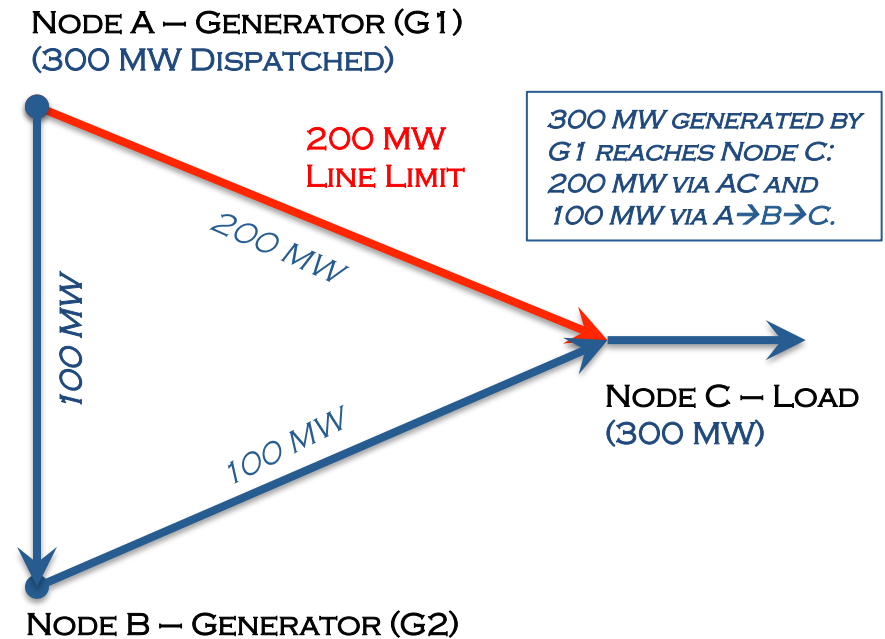 Node A – Generator (G1)
(300 MW Dispatched)
200 MW
Line Limit
300 MW generated by
G1 reaches Node C:
200 MW via AC and
100 MW via A→B→C.
200 MW
100 MW
100 MW
Node C – Load
(300 MW)
Node B – Generator (G2)